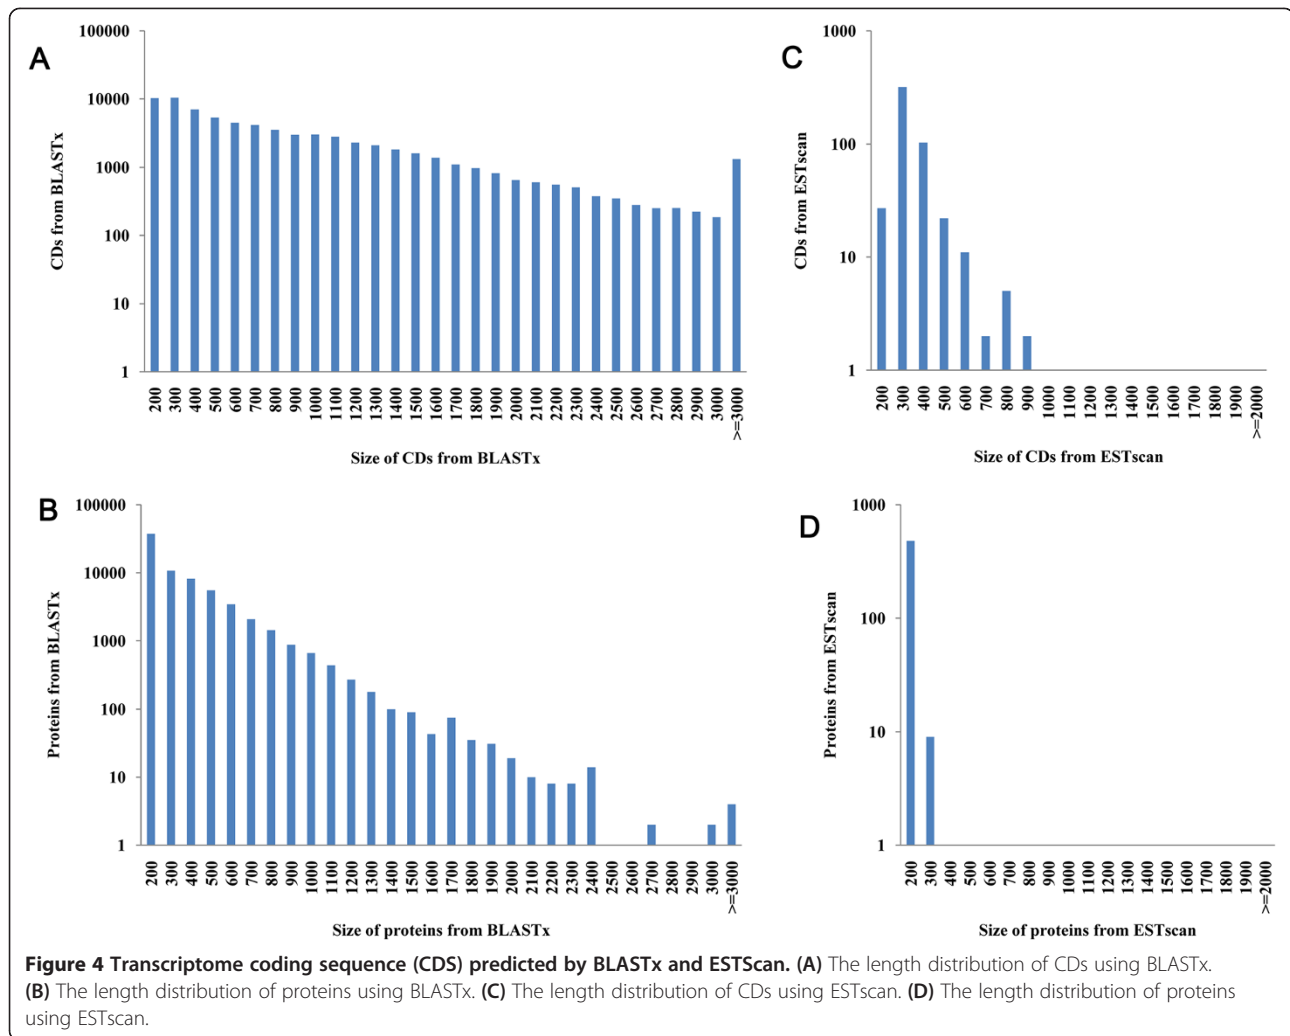 A
100000
10000
1000
100
10
1
CDs from BLASTx
200 300 400 500 600 700 800 900 1000 1100 1200 1300 1400 1500 1600 1700 1800 1900 2000 2100 2200 2300 2400 2500 2600 2700 2800 2900 3000 >=3000
Size of CDs from BLASTx
C
1000
100
10
1
CDs from ESTscan
200 300 400 500 600 700 800 900 1000 1100 1200 1300 1400 1500 1600 1700 1800 1900 >=2000
Size of CDs from ESTscan
B
100000
10000
1000
100
10
1
Proteins from BLASTx
200 300 400 500 600 700 800 900 1000 1100 1200 1300 1400 1500 1600 1700 1800 1900 2000 2100 2200 2300 2400 2500 2600 2700 2800 2900 3000 >=3000
Size of proteins from BLASTx
D
1000
100
10
1
Proteins from ESTscan
200 300 400 500 600 700 800 900 1000 1100 1200 1300 1400 1500 1600 1700 1800 1900 >=2000
Size of proteins from ESTscan
Figure 4 Transcriptome coding sequence (CDS) predicted by BLASTx and ESTScan. (A) The length distribution of CDs using BLASTx.
(B) The length distribution of proteins using BLASTx. (C) The length distribution of CDs using ESTscan. (D) The length distribution of proteins
using ESTscan.